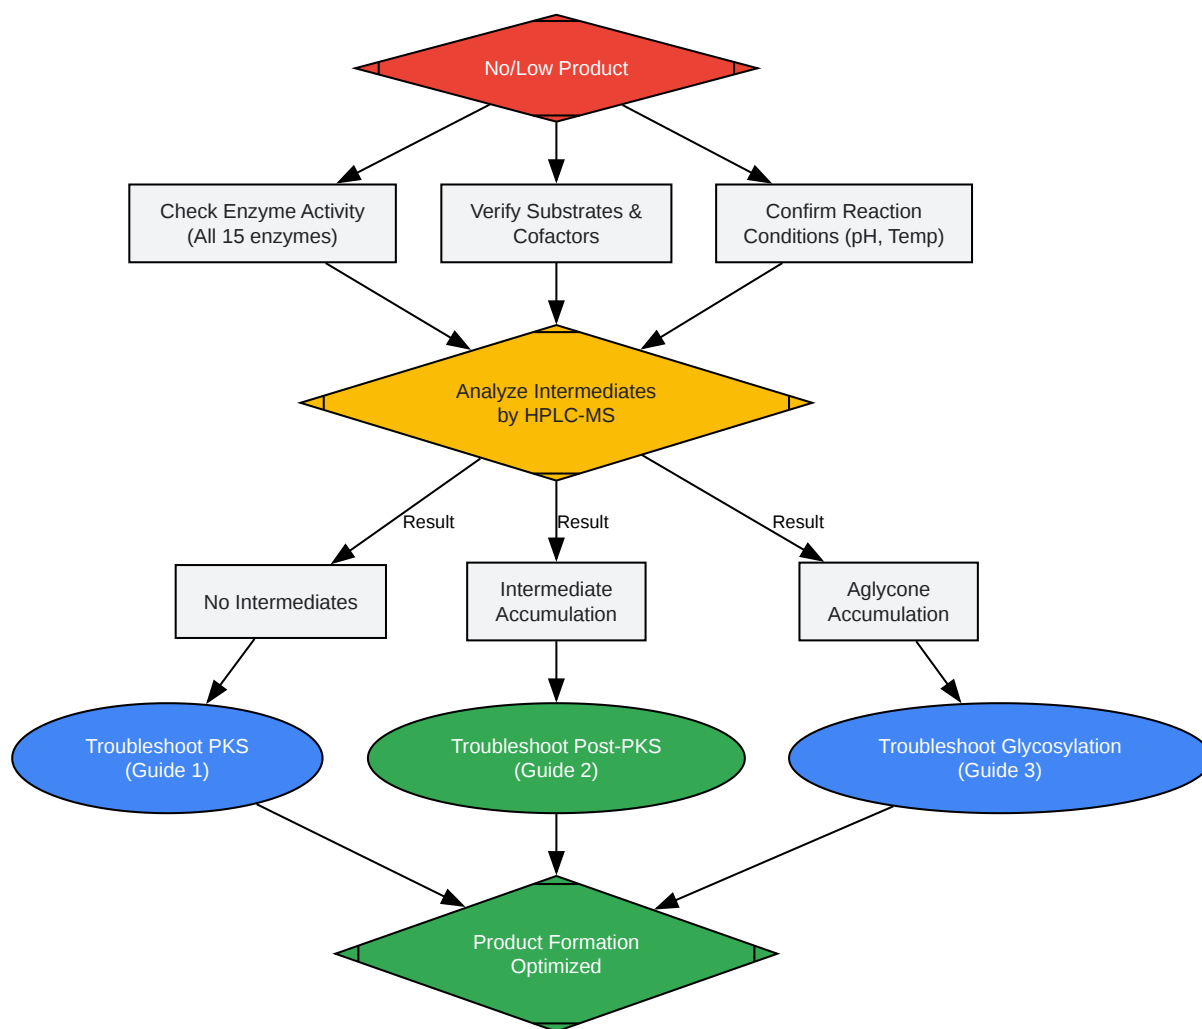 No/Low Product
Check Enzyme Activity
(All 15 enzymes)
Verify Substrates &
Cofactors
Confirm Reaction
Conditions (pH, Temp)
Analyze Intermediates
by HPLC-MS
Result
Result
Result
No Intermediates
Intermediate
Accumulation
Aglycone
Accumulation
Troubleshoot PKS
(Guide 1)
Troubleshoot Post-PKS
(Guide 2)
Troubleshoot Glycosylation
(Guide 3)
Product Formation
Optimized